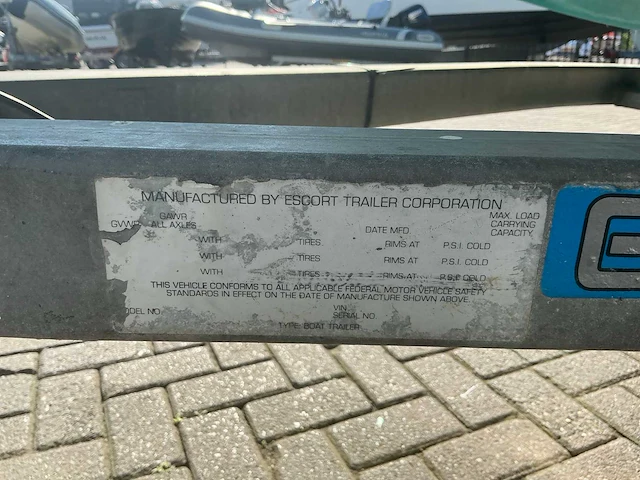 MANUFACTURED BY ESCORT TRAILER CORPORATION
GVWR GAWR ALL AXLES DATE MFD. MAX. LOAD CARRYING CAPACITY
WITH TIRES RIMS AT P.S.I. COLD
WITH TIRES RIMS AT P.S.I. COLD
WITH TIRES RIMS AT P.S.I. COLD
THIS VEHICLE CONFORMS TO ALL APPLICABLE FEDERAL MOTOR VEHICLE SAFETY
STANDARDS IN EFFECT ON THE DATE OF MANUFACTURE SHOWN ABOVE.
ODEL NO VIN
SERIAL NO
TYPE: BOAT TRAILER